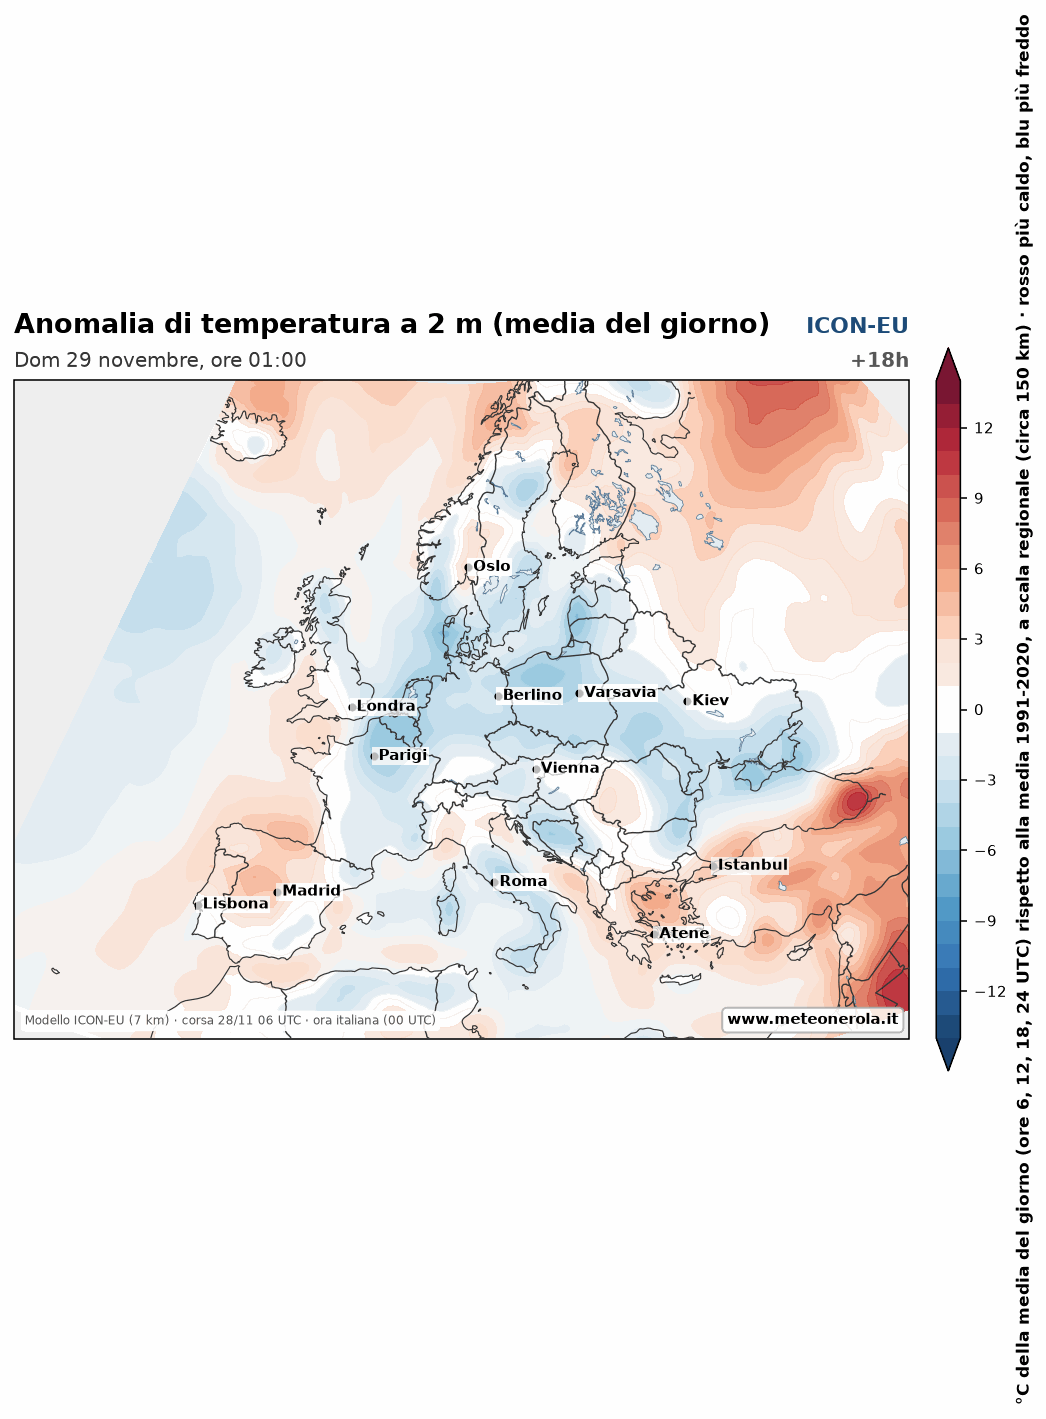 Anomalia di temperatura a 2 m (media del giorno)
ICON-EU
Dom 29 novembre, ore 01:00
+18h
Oslo
Berlino
Varsavia
Kiev
Londra
Parigi
Vienna
Istanbul
Roma
Madrid
Lisbona
Atene
Modello ICON-EU (7 km) · corsa 28/11 06 UTC · ora italiana (00 UTC)
www.meteonerola.it
12
9
6
3
0
−3
−6
−9
−12
°C della media del giorno (ore 6, 12, 18, 24 UTC) rispetto alla media 1991-2020, a scala regionale (circa 150 km) · rosso più caldo, blu più freddo